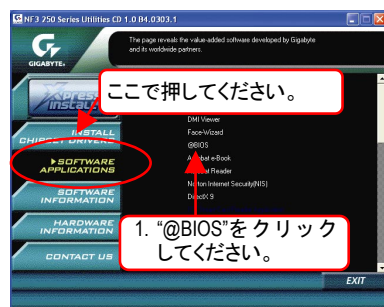 NF3 250 Series Utilities CD 1.0 B4.0303.1
The page reveals the value-added software developed by Gigabyte
and its worldwide partners.
GIGABYTE
Xpress
Install
ここで押してください。
DMI Viewer
INSTALL
CHIPSET DRIVERS
Face-Wizard
@BIOS
SOFTWARE
APPLICATIONS
e-Book
Reader
Norton Internet Security(NIS)
DirectX 9
SOFTWARE
INFORMATION
HARDWARE
INFORMATION
1. “@BIOS”をクリック
してください。
CONTACT US
EXIT